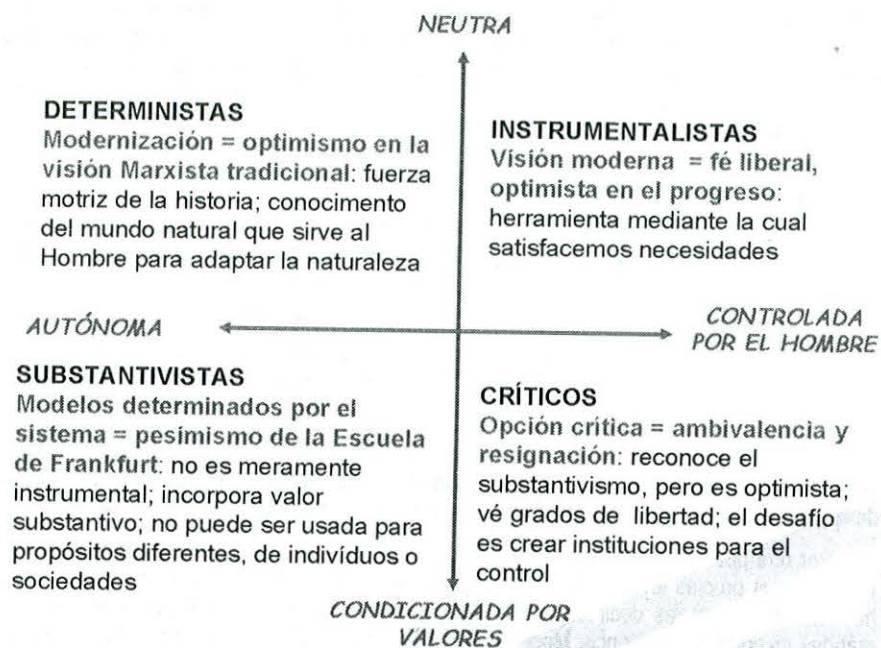 NEUTRA
DETERMINISTAS
Modernización = optimismo en la
visión Marxista tradicional: fuerza
motriz de la historia; conocimento
del mundo natural que sirve al
Hombre para adaptar la naturaleza
INSTRUMENTALISTAS
Visión moderna = fé liberal,
optimista en el progreso:
herramienta mediante la cual
satisfacemos necesidades
AUTÓNOMA
CONTROLADA
POR EL HOMBRE
SUBSTANTIVISTAS
Modelos determinados por el
sistema = pesimismo de la Escuela
de Frankfurt: no es meramente
instrumental; incorpora valor
substantivo; no puede ser usada para
propósitos diferentes, de indivíduos o
sociedades
CRÍTICOS
Opción crítica = ambivalencia y
resignación: reconoce el
substantivismo, pero es optimista;
vé grados de libertad; el desafío
es crear instituciones para el
control
CONDICIONADA POR
VALORES